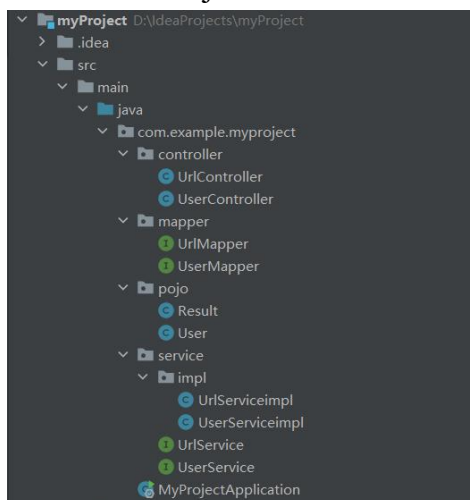 myProject D:\IdeaProjects\myProject
.idea
src
main
java
com.example.myproject
controller
UrlController
UserController
mapper
UrlMapper
UserMapper
pojo
Result
User
service
impl
UrlServiceimpl
UserServiceimpl
UrlService
UserService
MyProjectApplication